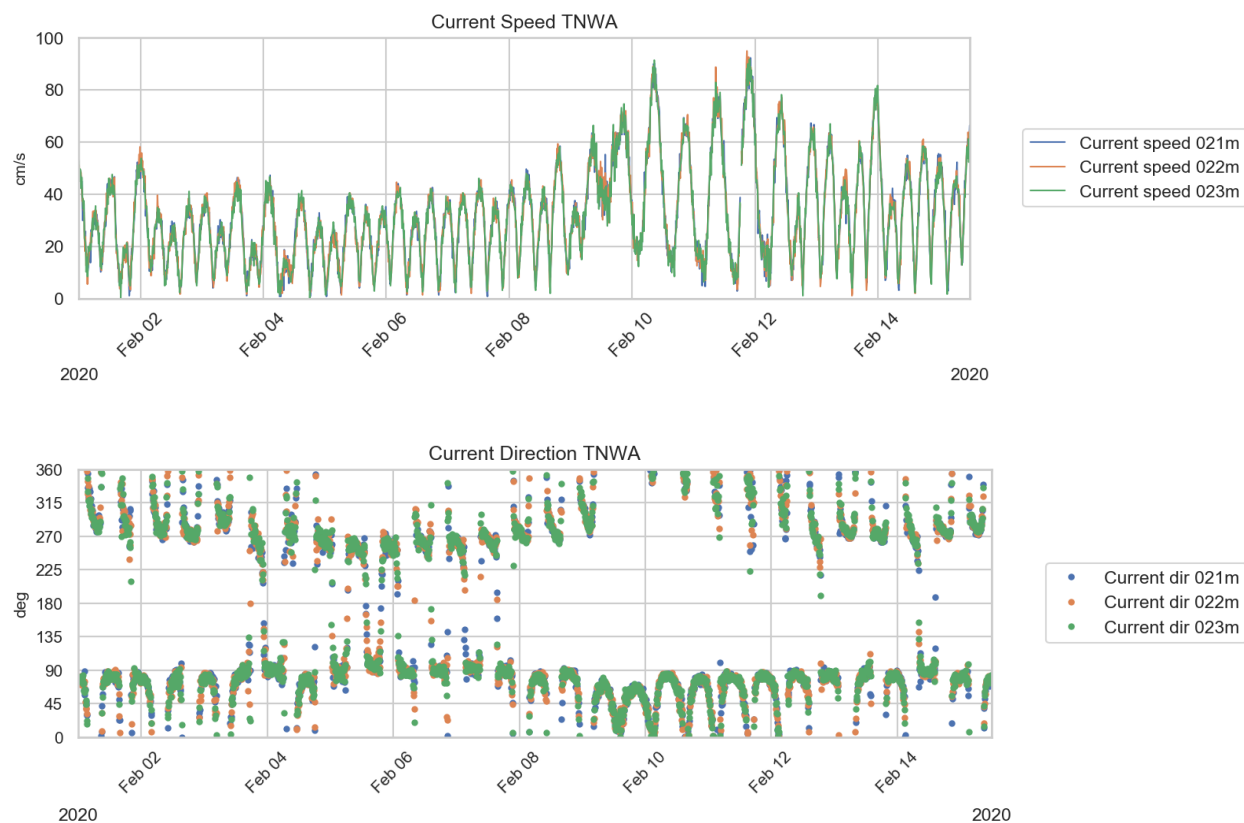 Current Speed TNWA
100
80
60
40
20
0
cm/s
Feb 02
Feb 04
Feb 06
Feb 08
Feb 10
Feb 12
Feb 14
2020
2020
Current speed 021m
Current speed 022m
Current speed 023m
Current Direction TNWA
360
315
270
225
180
135
90
45
0
deg
Feb 02
Feb 04
Feb 06
Feb 08
Feb 10
Feb 12
Feb 14
2020
2020
Current dir 021m
Current dir 022m
Current dir 023m